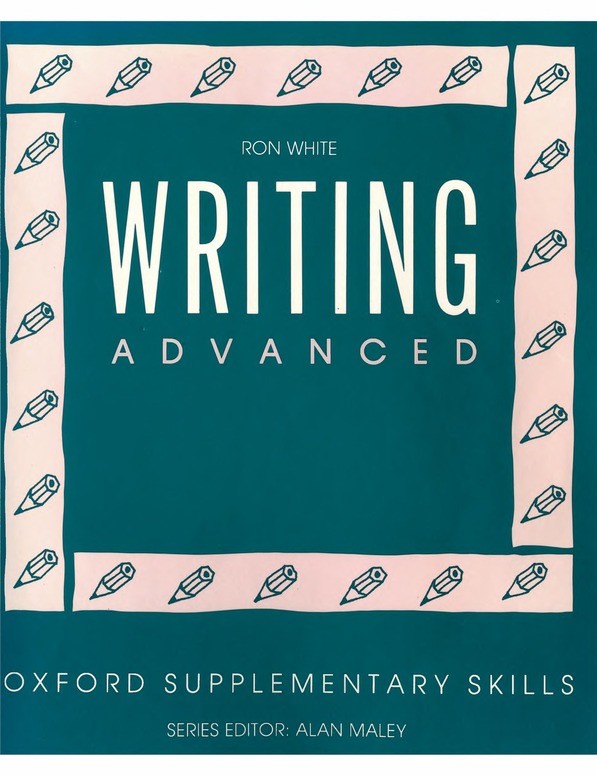 RON WHITE
WRITING
ADVANCED
OXFORD SUPPLEMENTARY SKILLS
SERIES EDITOR: ALAN MALEY